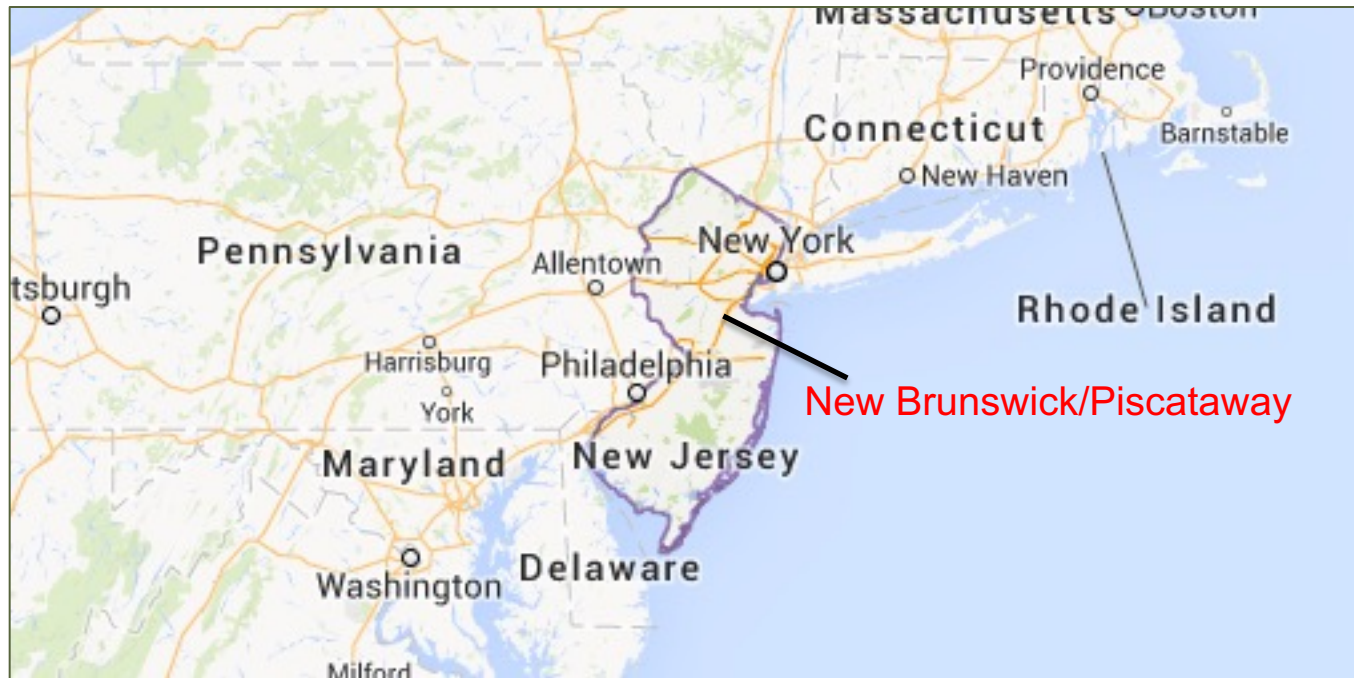 Massachusetts
Boston
Providence
Connecticut
Barnstable
New Haven
Pennsylvania
New York
Allentown
tsburgh
Rhode Island
Harrisburg
Philadelphia
York
New Brunswick/Piscataway
Maryland
New Jersey
Delaware
Washington
Milford